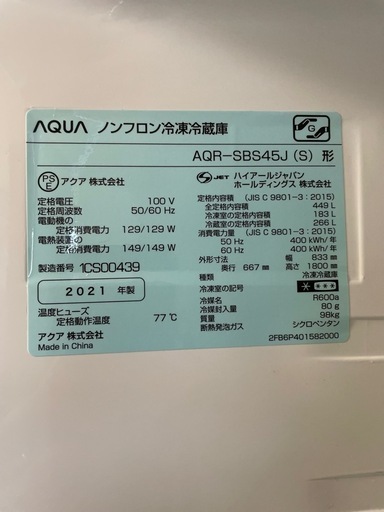 AQUA ノンフロン冷凍冷蔵庫
G
AQR-SBS45J (S) 形
PS E アクア 株式会社
S JET ハイアールジャパン
ホールディングス 株式会社
定格電圧 100 V
定格周波数 50/60 Hz
電動機の
定格消費電力 129/129 W
電熱装置の
定格消費電力 149/149 W
製造番号 1CS00439
2021 年製
温度ヒューズ
定格動作温度 77℃
アクア 株式会社
Made in China
定格内容積 (JIS C 9801-3 : 2015)
全定格内容積 449 L
冷凍室の定格内容積 183 L
冷蔵室の定格内容積 266 L
消費電力量 (JIS C 9801-3 : 2015)
50 Hz 400 kWh/年
60 Hz 400 kWh/年
外形寸法 幅 833 mm
奥行 667 mm 高さ 1800 mm
種類 冷凍冷蔵庫
冷凍室の記号
冷媒名 R600a
冷媒封入量 80 g
質量 98kg
断熱発泡ガス シクロペンタン
2FB6P401582000